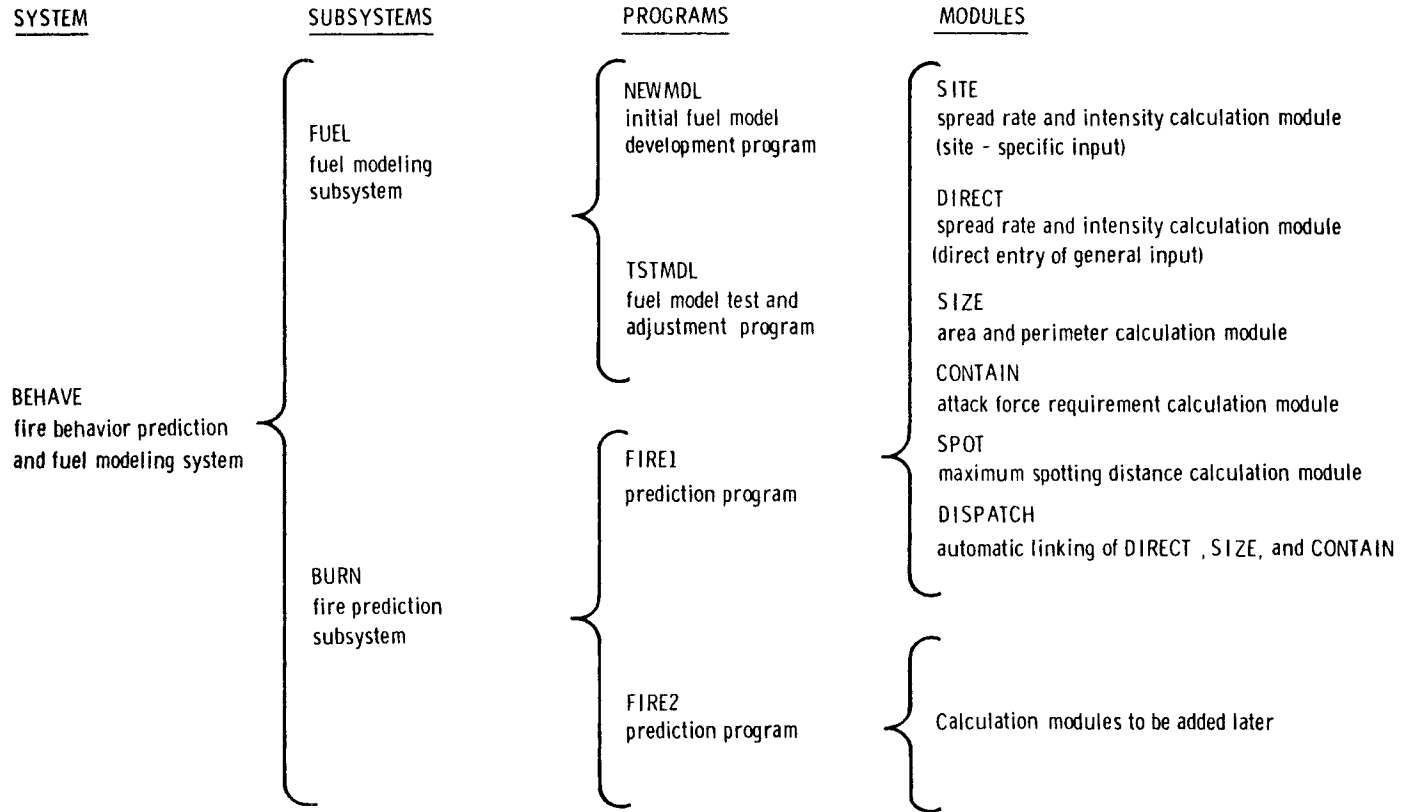 SYSTEM
SUBSYSTEMS
PROGRAMS
MODULES
BEHAVE
fire behavior prediction
and fuel modeling system
FUEL
fuel modeling
subsystem
BURN
fire prediction
subsystem
NEWMDL
initial fuel model
development program
TSTMDL
fuel model test and
adjustment program
FIRE1
prediction program
FIRE2
prediction program
SITE
spread rate and intensity calculation module
(site - specific input)
DIRECT
spread rate and intensity calculation module
(direct entry of general input)
SIZE
area and perimeter calculation module
CONTAIN
attack force requirement calculation module
SPOT
maximum spotting distance calculation module
DISPATCH
automatic linking of DIRECT , SIZE, and CONTAIN
Calculation modules to be added later